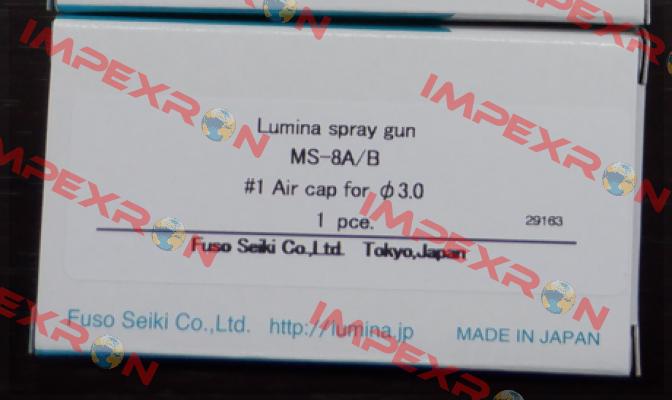 Lumina spray gun
MS-8A/B
#1 Air cap for φ3.0
1 pce.
29163
Fuso Seiki Co.,Ltd. Tokyo,Japan
Fuso Seiki Co.,Ltd. http://lumina.jp MADE IN JAPAN
IMPEXRON
IMPEXRON
IMPEXRON
IMPEXRON
IMPEXRON